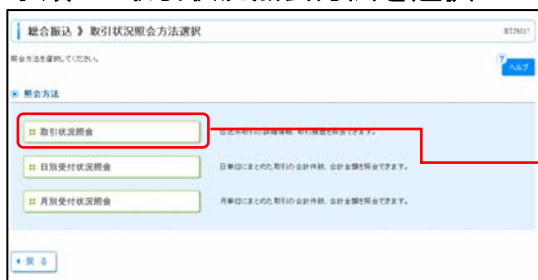 総合振込 》 取引状況照会方法選択
BTJS017
照会方法を選択してください。
ヘルプ
照会方法
取引状況照会
日別受付状況照会
日単位にまとめた取引の合計件数、合計金額を照会できます。
月別受付状況照会
月単位にまとめた取引の合計件数、合計金額を照会できます。
戻る